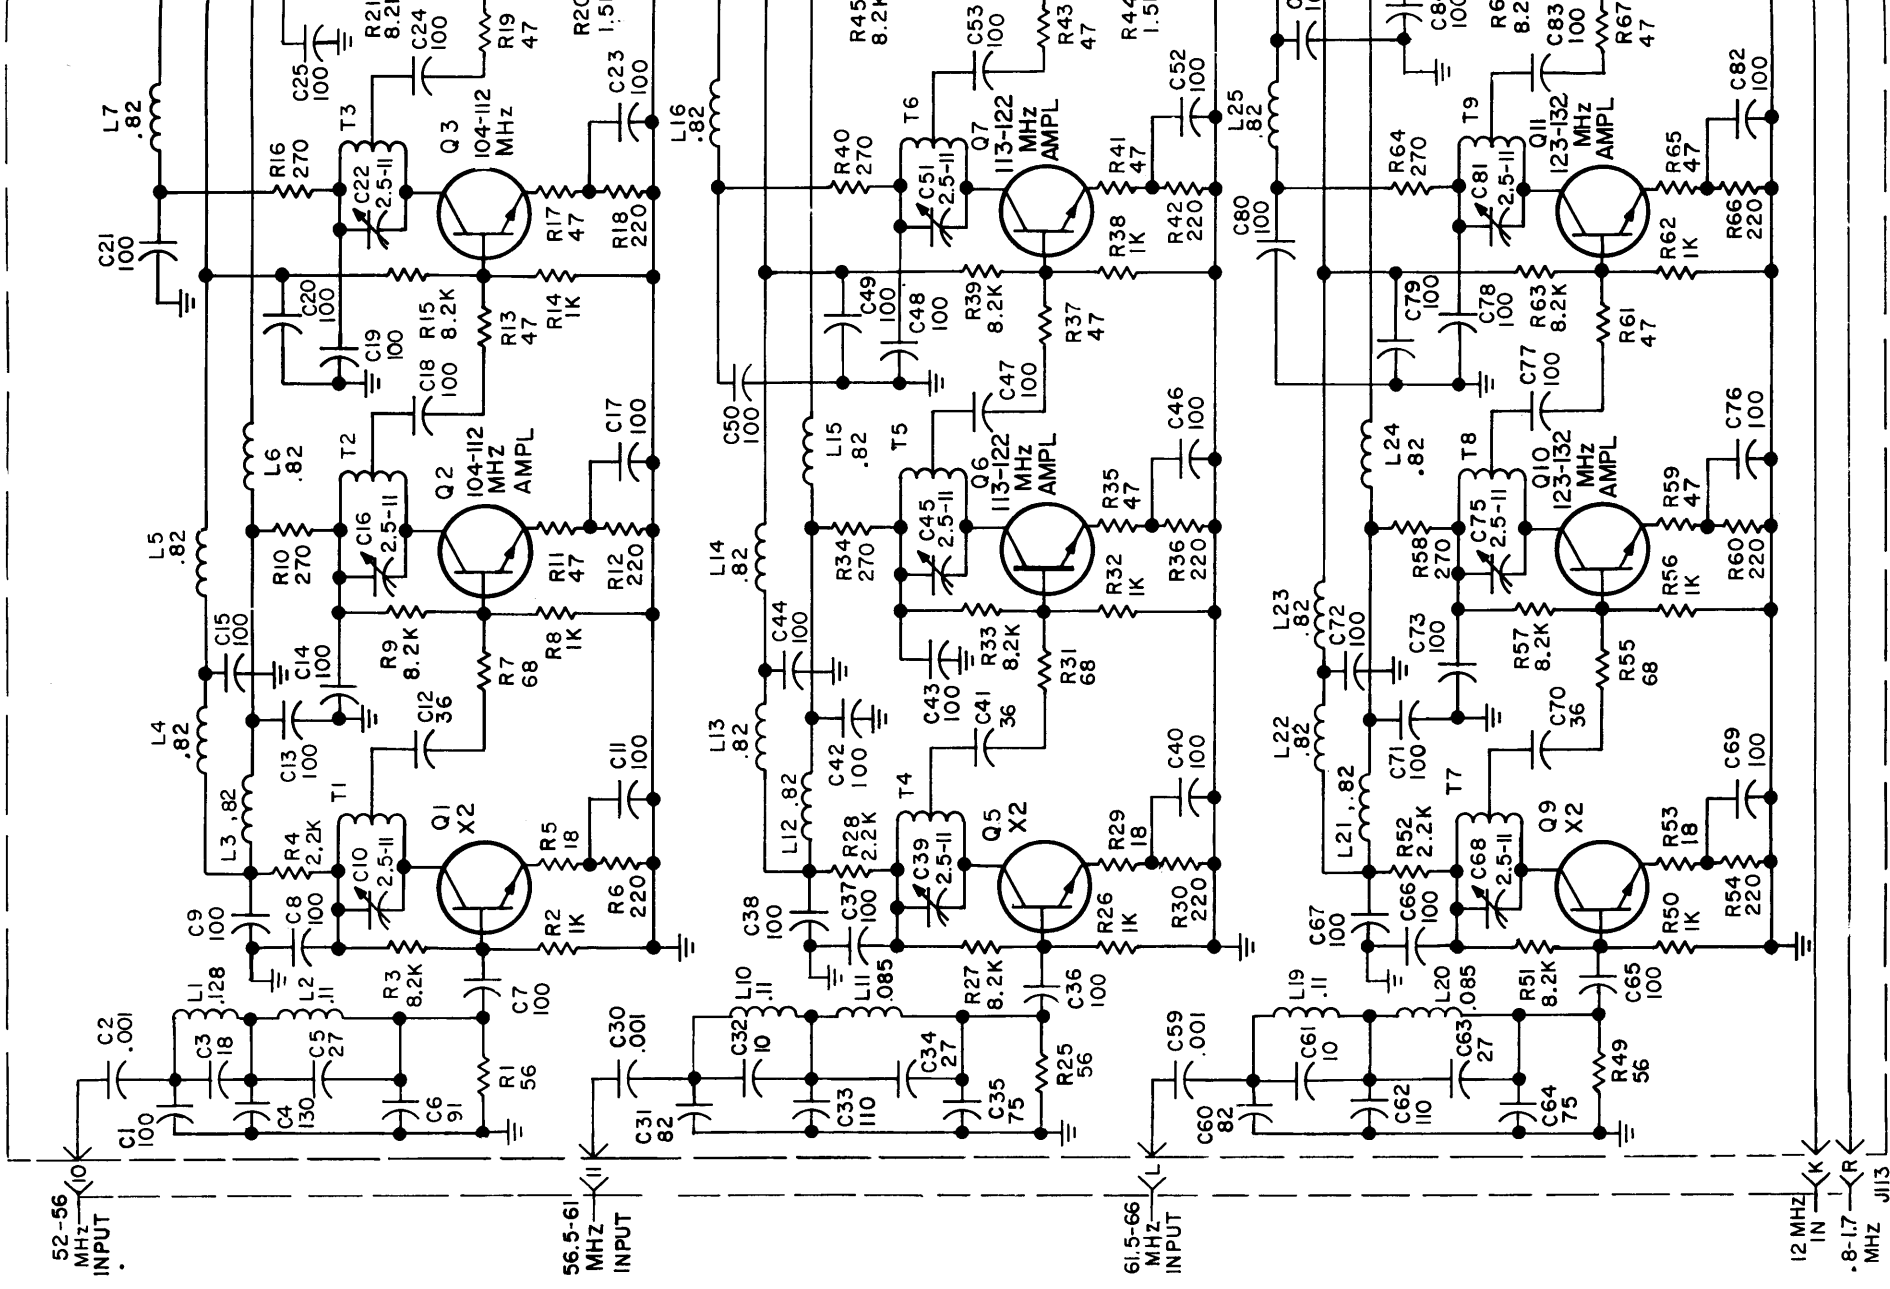 R21
8.2K
C24
100
R19
47
R20
1.5K
C25
100
L7
.82
T3
Q3
104-112
MHz
C23
100
R16
270
C22
2.5-11
R17
47
R18
220
C21
100
C20
100
C19
100
R15
8.2K
R13
47
R14
1K
C18
100
T2
L6
.82
Q2
104-112
MHz
AMPL
C17
100
L5
.82
R10
270
C16
2.5-11
R11
47
R12
220
C15
100
C14
100
R9
8.2K
R7
68
R8
1K
L4
.82
C13
100
C12
36
T1
L3 .82
R4
2.2K
C10
2.5-11
Q1
X2
R5
18
C11
100
C9
100
C8
100
R2
1K
R6
220
R3
8.2K
C7
100
L1
.128
L2
.11
C2
.001
C3
18
C5
27
R1
56
C1
100
C4
130
C6
91
10
52-56
MHz
INPUT
R45
8.2K
C53
100
R43
47
R44
1.5K
L16
.82
T6
Q7
113-122
MHz
AMPL
C52
100
R40
270
C51
2.5-11
R41
47
R42
220
R38
1K
C49
100
C48
100
R39
8.2K
R37
47
C50
100
C47
100
L15
.82
T5
Q6
113-122
MHz
AMPL
C46
100
L14
.82
R34
270
C45
2.5-11
R35
47
R36
220
R32
1K
C44
100
C43
100
R33
8.2K
R31
68
L13
.82
C42
100
C41
36
T4
L12 .82
R28
2.2K
C39
2.5-11
Q5
X2
R29
18
C40
100
C38
100
C37
100
R26
1K
R30
220
L10
.11
L11
.085
R27
8.2K
C36
100
C30
.001
C32
10
C34
27
R25
56
C31
82
C33
110
C35
75
11
56.5-61
MHz
INPUT
100
8.2K
C83
100
R67
47
L25
.82
T9
Q11
123-132
MHz
AMPL
C82
100
R64
270
C81
2.5-11
R65
47
R66
220
C80
100
R62
1K
C79
100
C78
100
R63
8.2K
R61
47
C77
100
L24
.82
T8
Q10
123-132
MHz
AMPL
C76
100
R58
270
C75
2.5-11
R59
47
R60
220
R56
1K
L23
.82
C72
100
C73
100
R57
8.2K
R55
68
L22
.82
C71
100
C70
36
T7
L21 .82
R52
2.2K
C68
2.5-11
Q9
X2
R53
18
C69
100
C67
100
C66
100
R50
1K
R54
220
L19
.11
L20
.085
R51
8.2K
C65
100
C59
.001
C61
10
C63
27
R49
56
C60
82
C62
110
C64
75
L
61.5-66
MHz
INPUT
K
12 MHz
IN
R
.8-1.7
MHz
J113